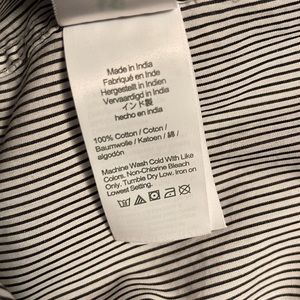 Made in India
Fabriqué en Inde
Hergestellt in Indien
Vervaardigd in India
インド製
hecho en india
100% Cotton / Coton /
Baumwolle / Katoen / 綿 /
algodón
Machine Wash Cold With Like
Colors. Non-Chlorine Bleach
Only. Tumble Dry Low. Iron on
Lowest Setting.